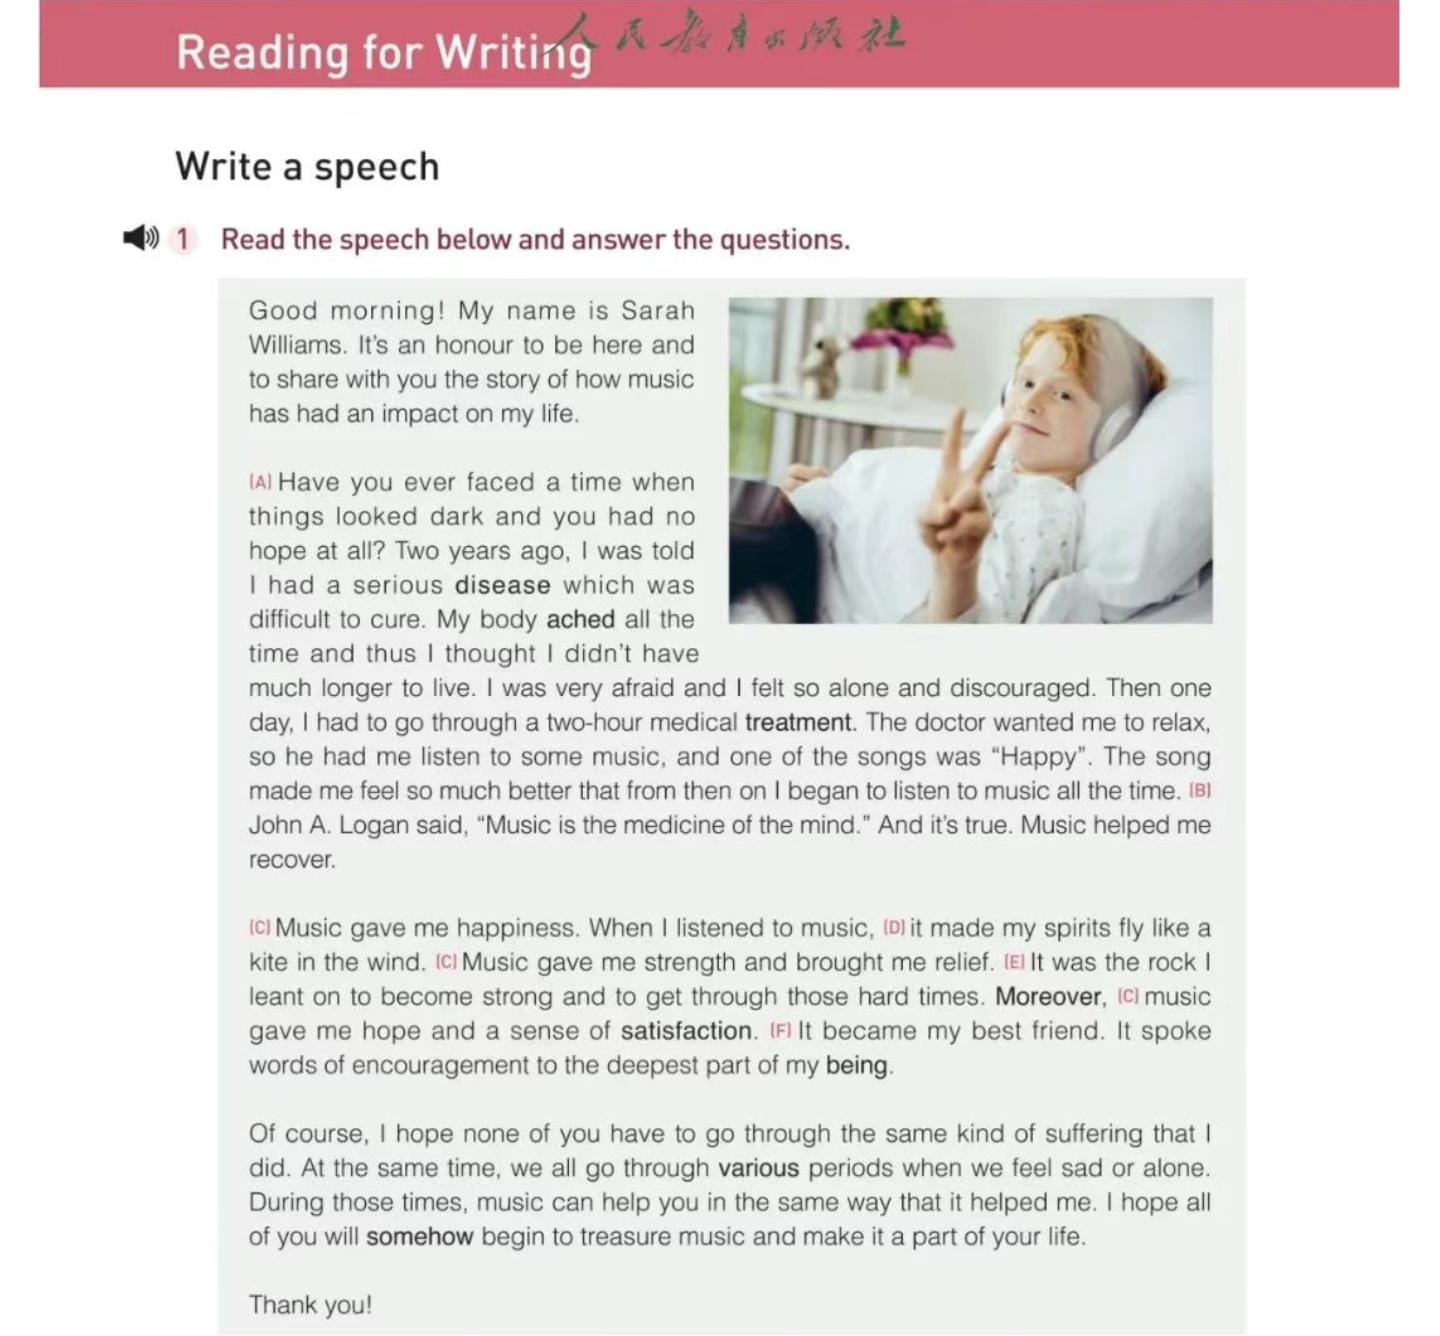 Reading for Writing
人民教育出版社
Write a speech
1 Read the speech below and answer the questions.
Good morning! My name is Sarah
Williams. It's an honour to be here and
to share with you the story of how music
has had an impact on my life.
[A] Have you ever faced a time when
things looked dark and you had no
hope at all? Two years ago, I was told
I had a serious disease which was
difficult to cure. My body ached all the
time and thus I thought I didn't have
much longer to live. I was very afraid and I felt so alone and discouraged. Then one
day, I had to go through a two-hour medical treatment. The doctor wanted me to relax,
so he had me listen to some music, and one of the songs was “Happy”. The song
made me feel so much better that from then on I began to listen to music all the time. [B]
John A. Logan said, “Music is the medicine of the mind.” And it's true. Music helped me
recover.
[C] Music gave me happiness. When I listened to music, [D] it made my spirits fly like a
kite in the wind. [C] Music gave me strength and brought me relief. [E] It was the rock I
leant on to become strong and to get through those hard times. Moreover, [C] music
gave me hope and a sense of satisfaction. [F] It became my best friend. It spoke
words of encouragement to the deepest part of my being.
Of course, I hope none of you have to go through the same kind of suffering that I
did. At the same time, we all go through various periods when we feel sad or alone.
During those times, music can help you in the same way that it helped me. I hope all
of you will somehow begin to treasure music and make it a part of your life.
Thank you!